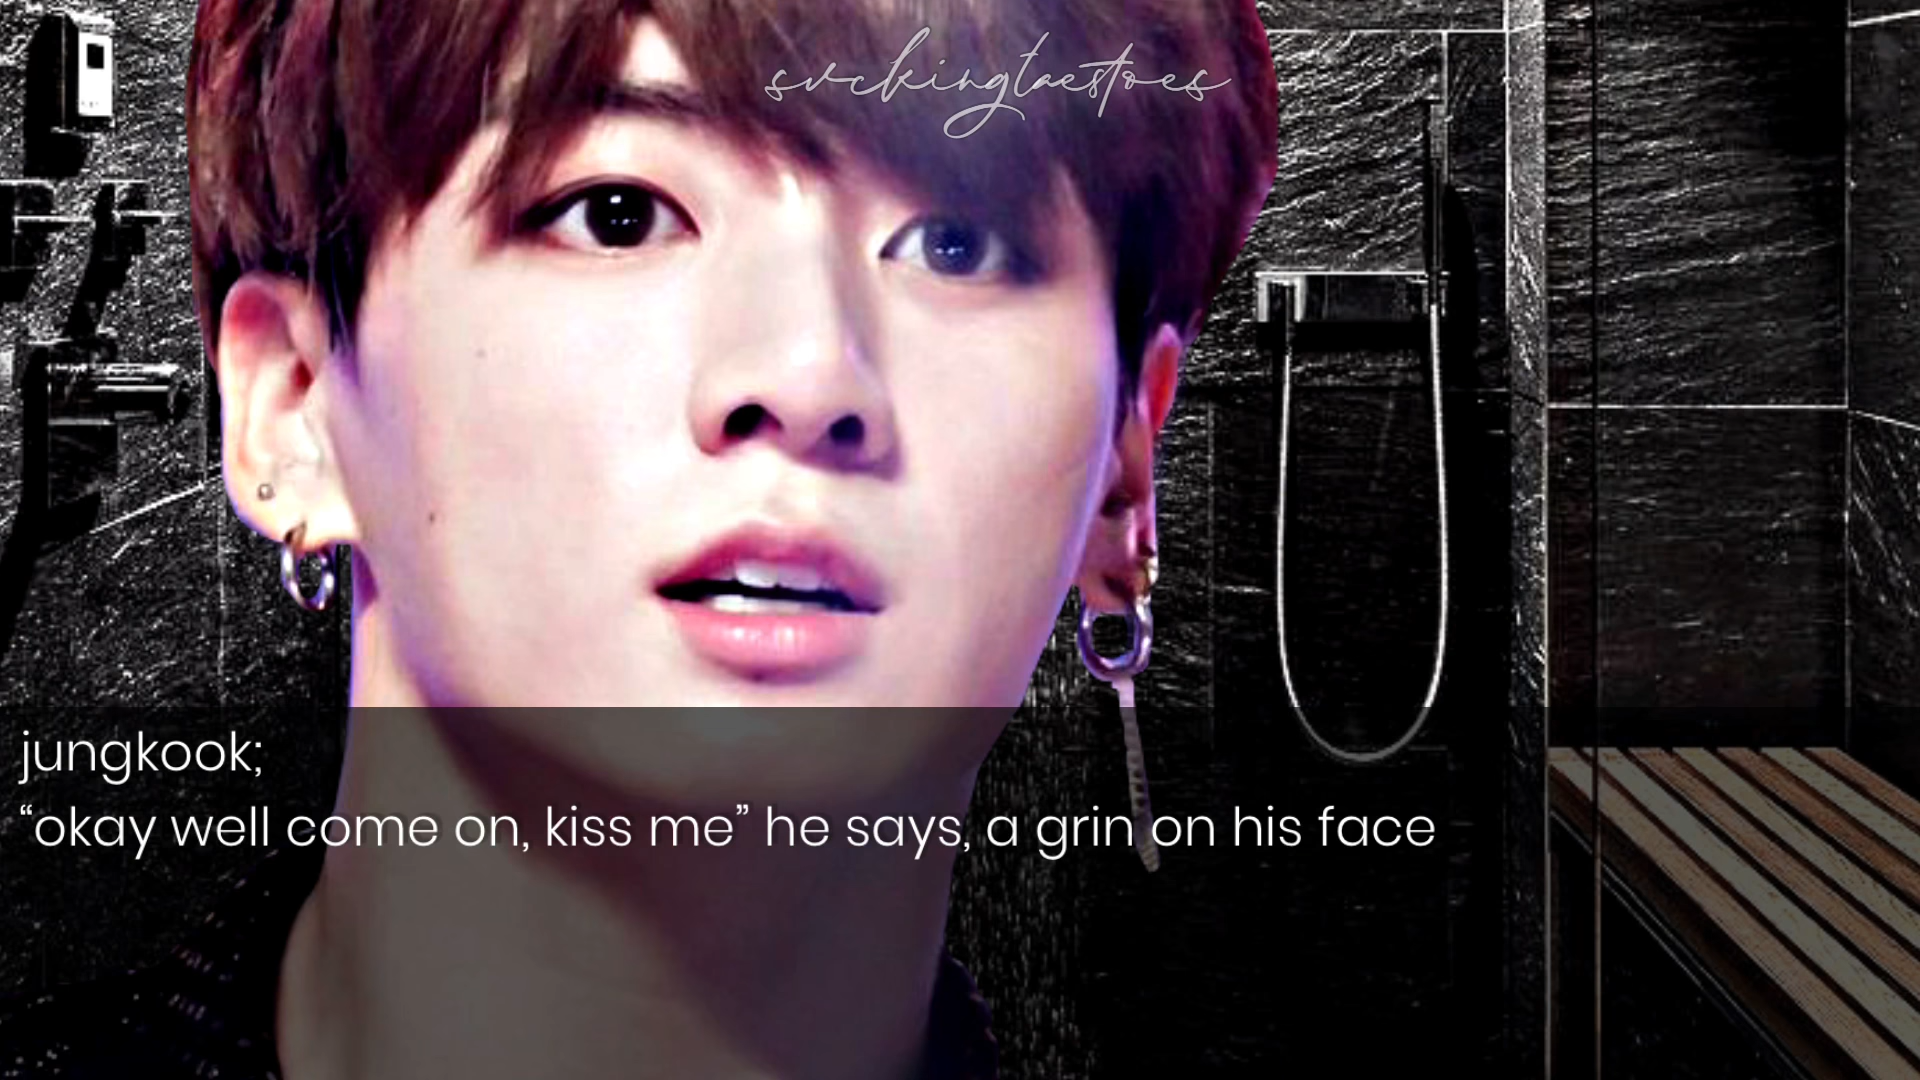 svckingtaestoes
jungkook;
“okay well come on, kiss me” he says, a grin on his face